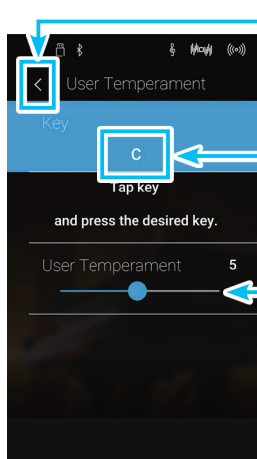 User Temperament
Key
C
Tap key
and press the desired key.
User Temperament 5